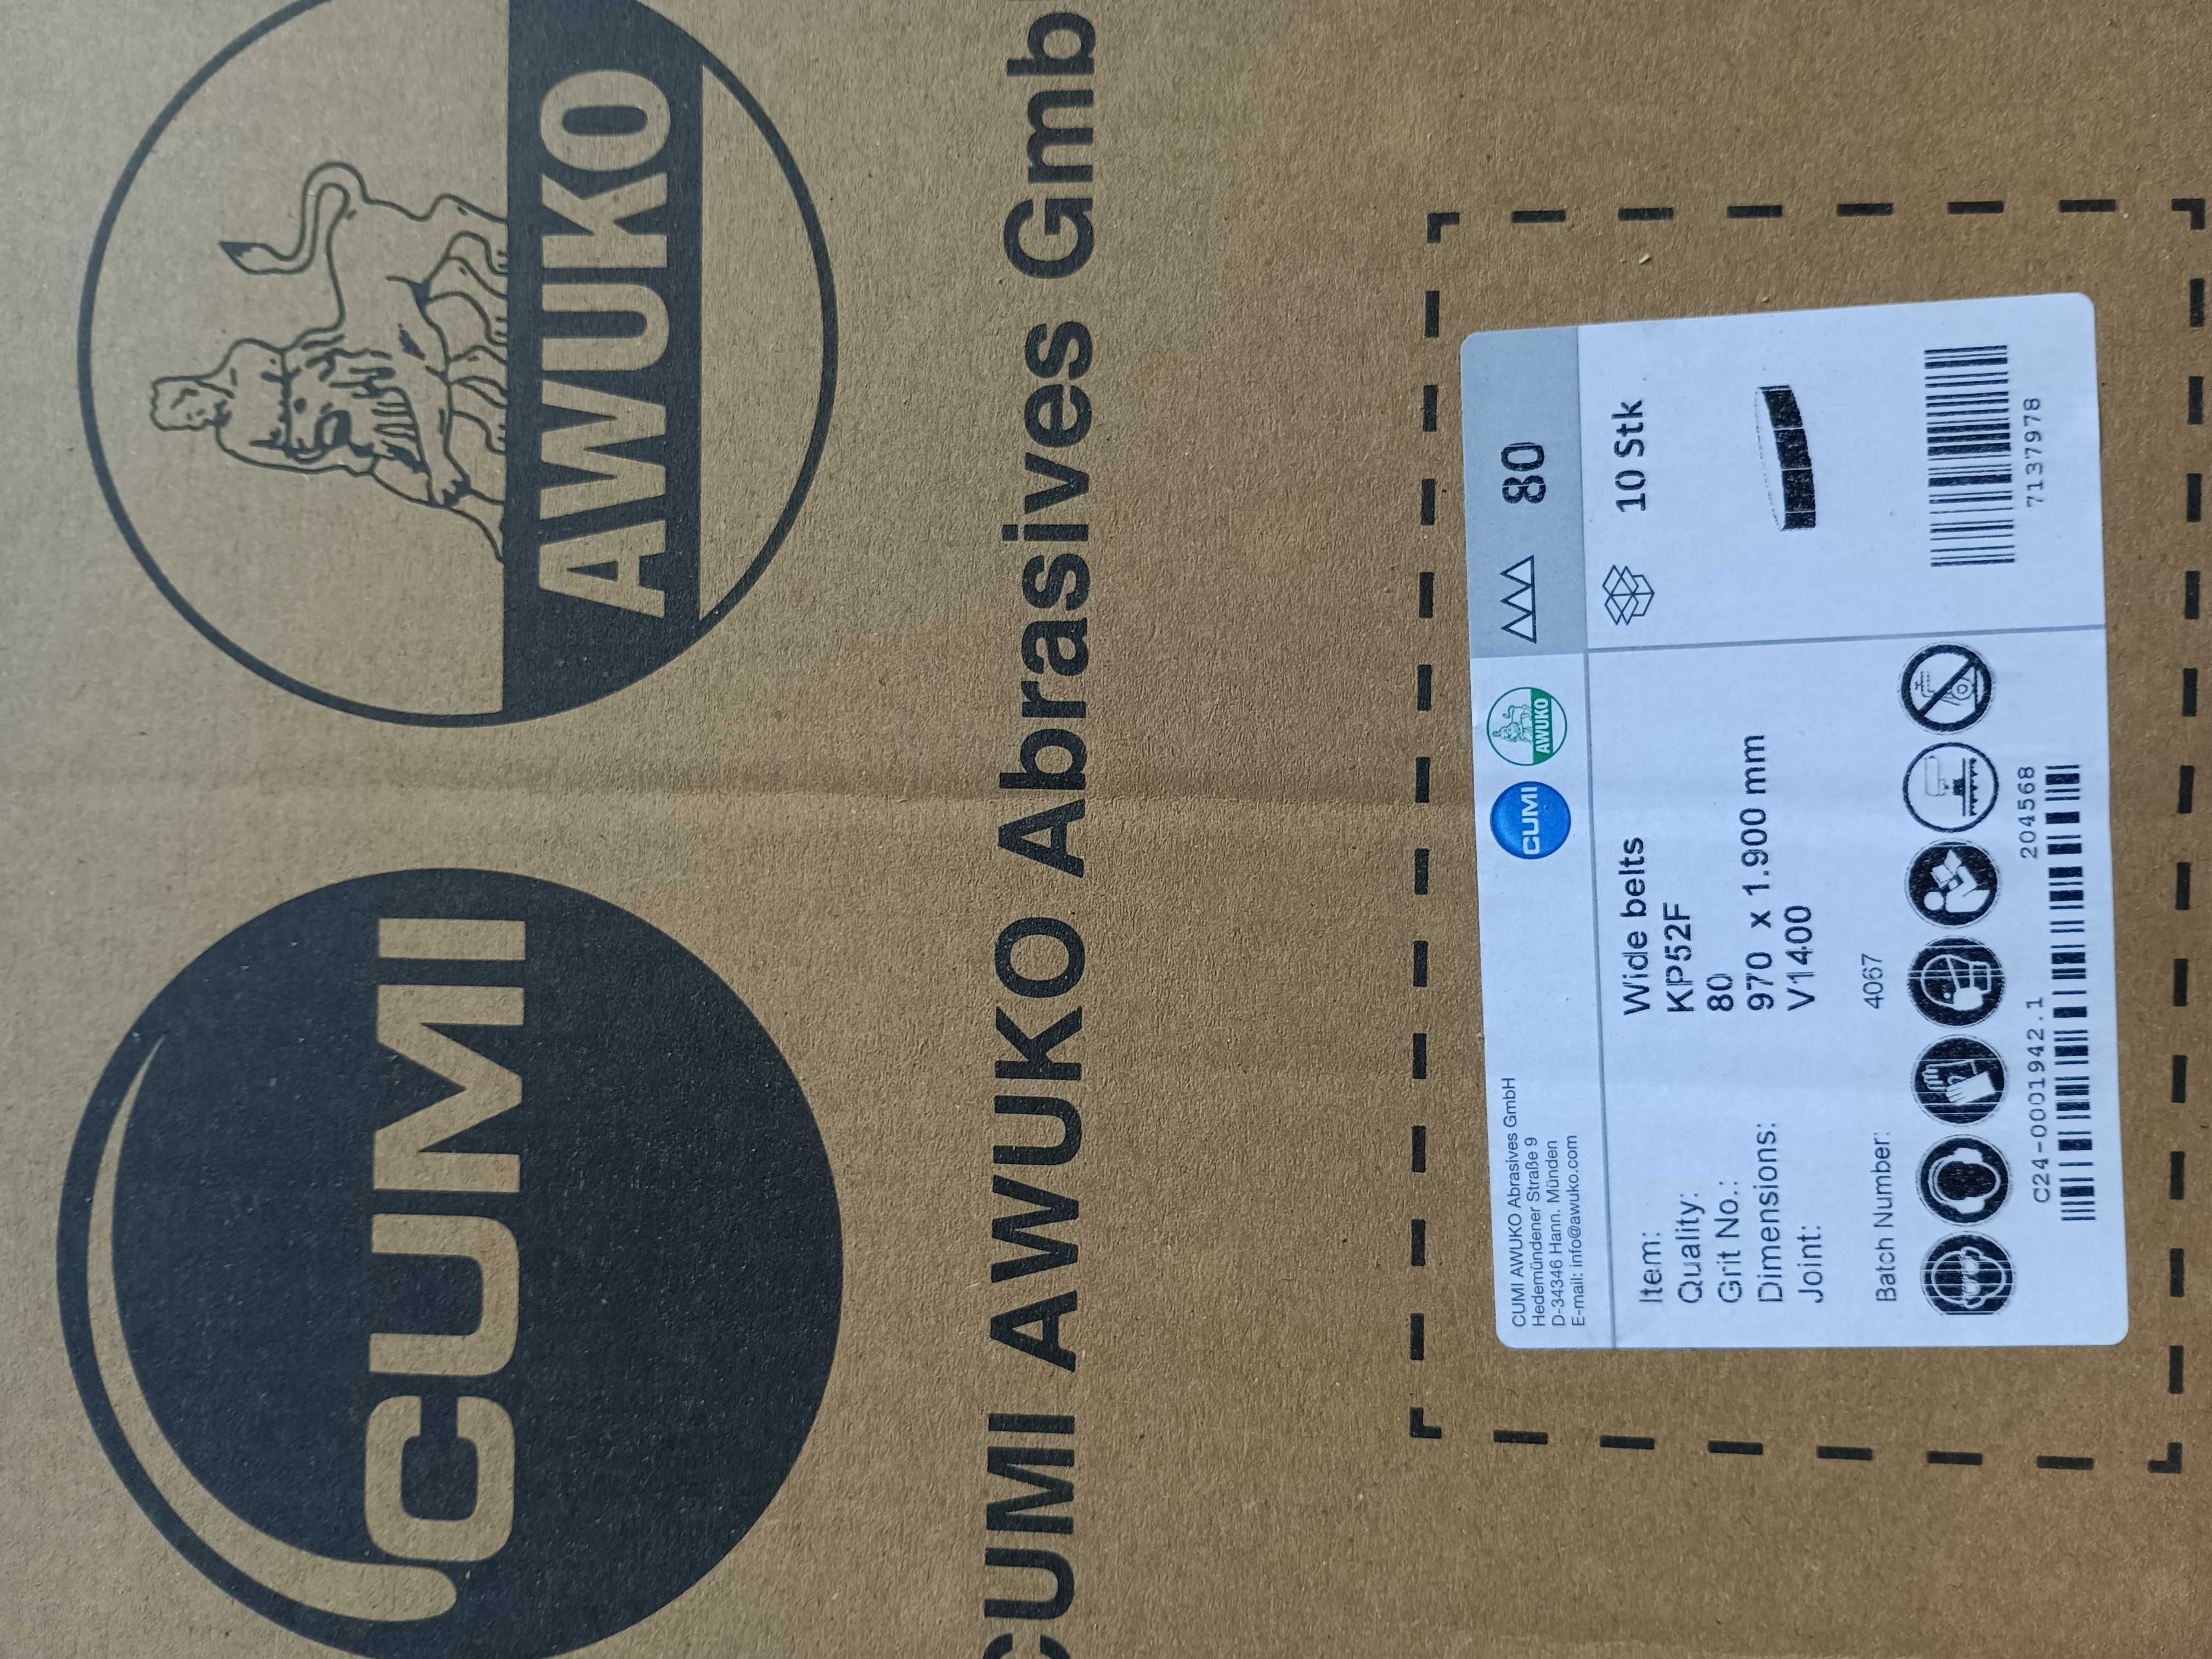 CUMI
AWUKO
CUMI AWUKO Abrasives Gmb
CUMI AWUKO Abrasives GmbH
Hedemündener Straße 9
D-34346 Hann. Münden
E-mail: info@awuko.com
CUMI
AWUKO
80
Item: Wide belts
Quality: KP52F
Grit No.: 80
Dimensions: 970 x 1.900 mm
Joint: V1400
Batch Number: 4067
10 Stk
C24-0001942.1 204568
7137978